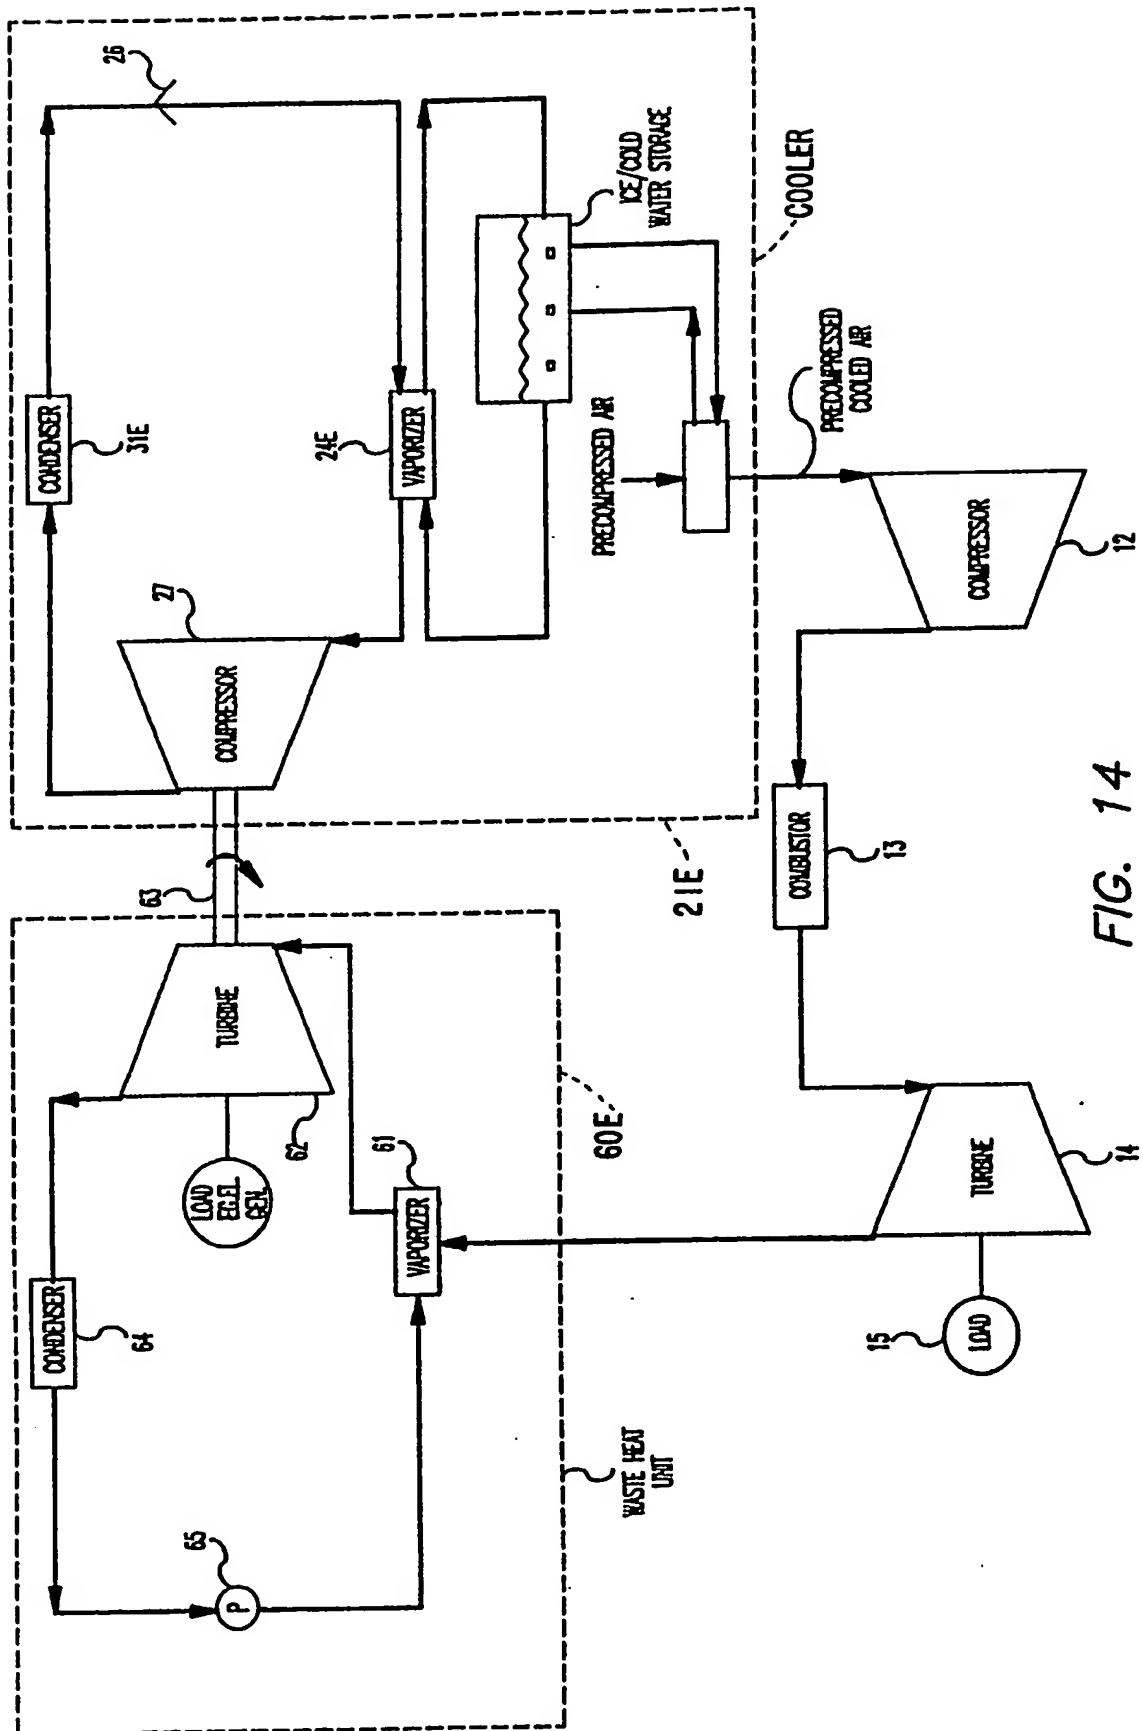 CONDENSER
64
CONDENSER
31E
26
65
P
LOAD
EG.EL.
GEN.
TURBINE
62
63
COMPRESSOR
27
61
VAPORIZER
24E
VAPORIZER
ICE/COLD
WATER STORAGE
WASTE HEAT
UNIT
60E
21E
PRECOMPRESSED AIR
COOLER
PRECOMPRESSED
COOLED AIR
15
LOAD
TURBINE
14
COMBUSTOR
13
COMPRESSOR
12
FIG. 14